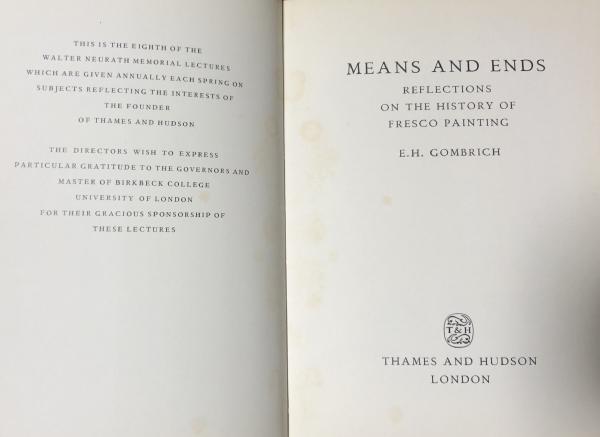 THIS IS THE EIGHTH OF THE
WALTER NEURATH MEMORIAL LECTURES
WHICH ARE GIVEN ANNUALLY EACH SPRING ON
SUBJECTS REFLECTING THE INTERESTS OF
THE FOUNDER
OF THAMES AND HUDSON
THE DIRECTORS WISH TO EXPRESS
PARTICULAR GRATITUDE TO THE GOVERNORS AND
MASTER OF BIRKBECK COLLEGE
UNIVERSITY OF LONDON
FOR THEIR GRACIOUS SPONSORSHIP OF
THESE LECTURES
MEANS AND ENDS
REFLECTIONS
ON THE HISTORY OF
FRESCO PAINTING
E.H. GOMBRICH
T&H
THAMES AND HUDSON
LONDON